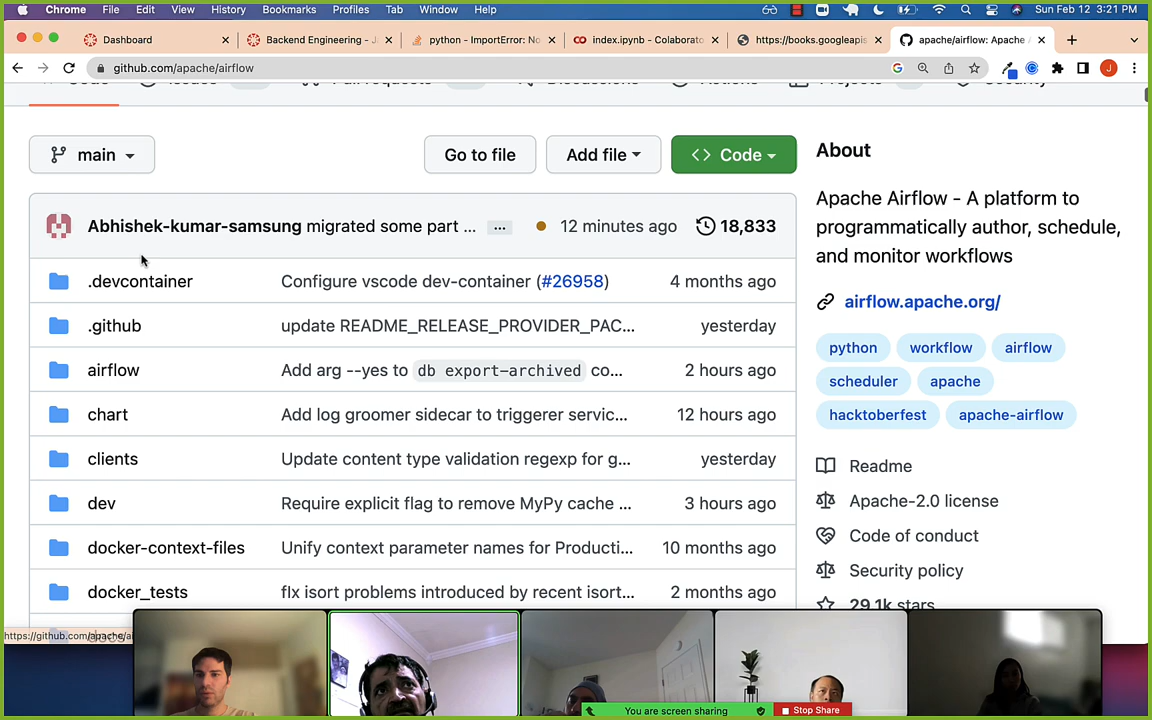 Chrome File Edit View History Bookmarks Profiles Tab Window Help Sun Feb 12 3:21 PM
Dashboard Backend Engineering - J python - ImportError: No index.ipynb - Colaborato https://books.googleapis apache/airflow: Apache
github.com/apache/airflow J
main Go to file Add file Code About
Apache Airflow - A platform to
programmatically author, schedule,
and monitor workflows
Abhishek-kumar-samsung migrated some part ... ... 12 minutes ago 18,833
.devcontainer Configure vscode dev-container (#26958) 4 months ago
airflow.apache.org/
.github update README_RELEASE_PROVIDER_PAC... yesterday
python workflow airflow
airflow Add arg --yes to db export-archived co... 2 hours ago
scheduler apache
chart Add log groomer sidecar to triggerer servic... 12 hours ago
hacktoberfest apache-airflow
clients Update content type validation regexp for g... yesterday
Readme
dev Require explicit flag to remove MyPy cache ... 3 hours ago
Apache-2.0 license
Code of conduct
docker-context-files Unify context parameter names for Producti... 10 months ago
Security policy
docker_tests fIx isort problems introduced by recent isort... 2 months ago
29.1k stars
https://github.com/apache/ai
You are screen sharing Stop Share